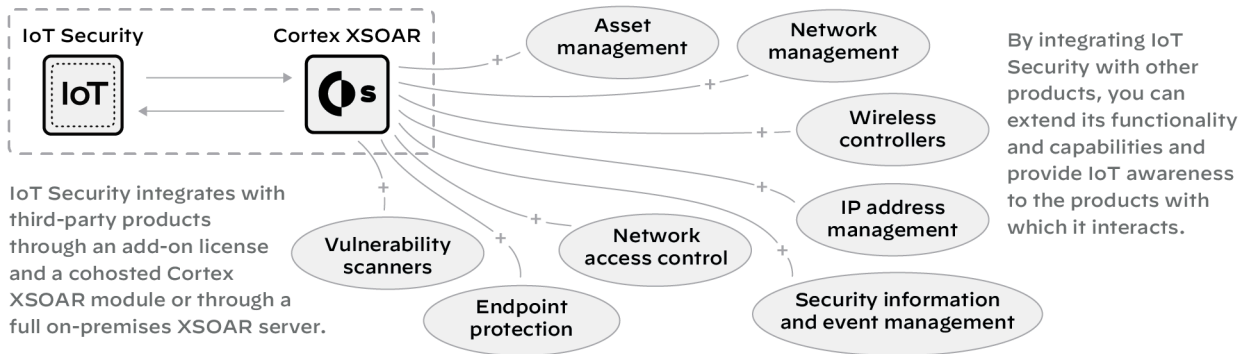 IoT Security
Cortex XSOAR
IoT
s
Asset
management
Network
management
Wireless
controllers
IP address
management
Security information
and event management
Network
access control
Endpoint
protection
Vulnerability
scanners
By integrating IoT
Security with other
products, you can
extend its functionality
and capabilities and
provide IoT awareness
to the products with
which it interacts.
IoT Security integrates with
third-party products
through an add-on license
and a cohosted Cortex
XSOAR module or through a
full on-premises XSOAR server.